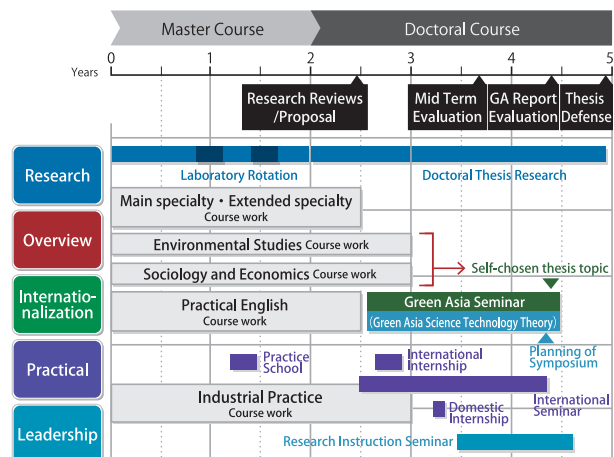 Master Course
Doctoral Course
Years
0
1
2
3
4
5
Research Reviews
/Proposal
Mid Term
Evaluation
GA Report
Evaluation
Thesis
Defense
Research
Laboratory Rotation
Doctoral Thesis Research
Main specialty・Extended specialty
Course work
Overview
Environmental Studies Course work
Sociology and Economics Course work
Self-chosen thesis topic
Internatio-
nalization
Practical English
Course work
Green Asia Seminar
(Green Asia Science Technology Theory)
Practical
Practice
School
International
Internship
Planning of
Symposium
Industrial Practice
Course work
International
Seminar
Domestic
Internship
Leadership
Research Instruction Seminar